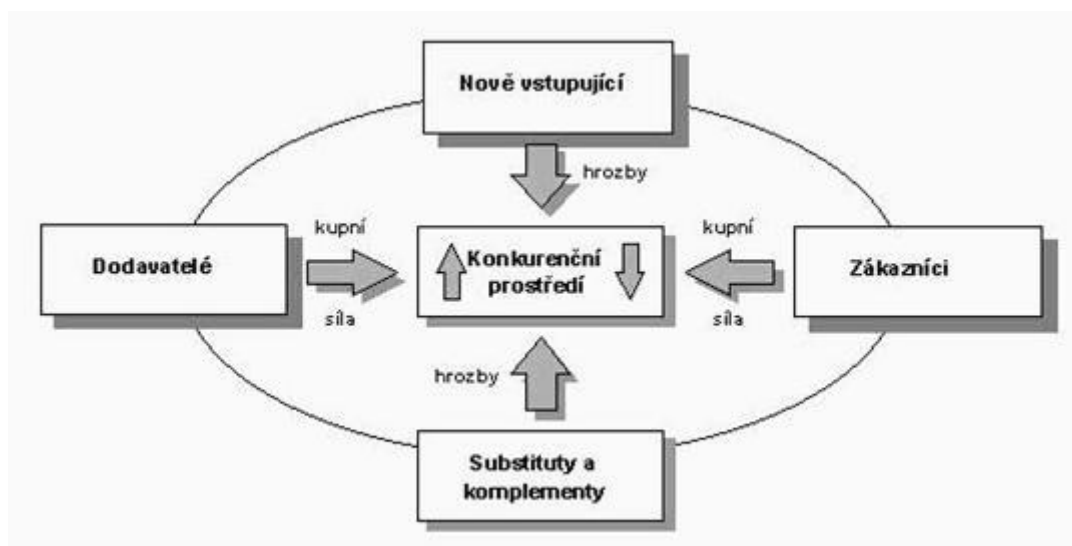 Nově vstupující
hrozby
kupní
Dodavatelé
síla
Konkurenční
prostředí
kupní
Zákazníci
síla
hrozby
Substituty a
komplementy